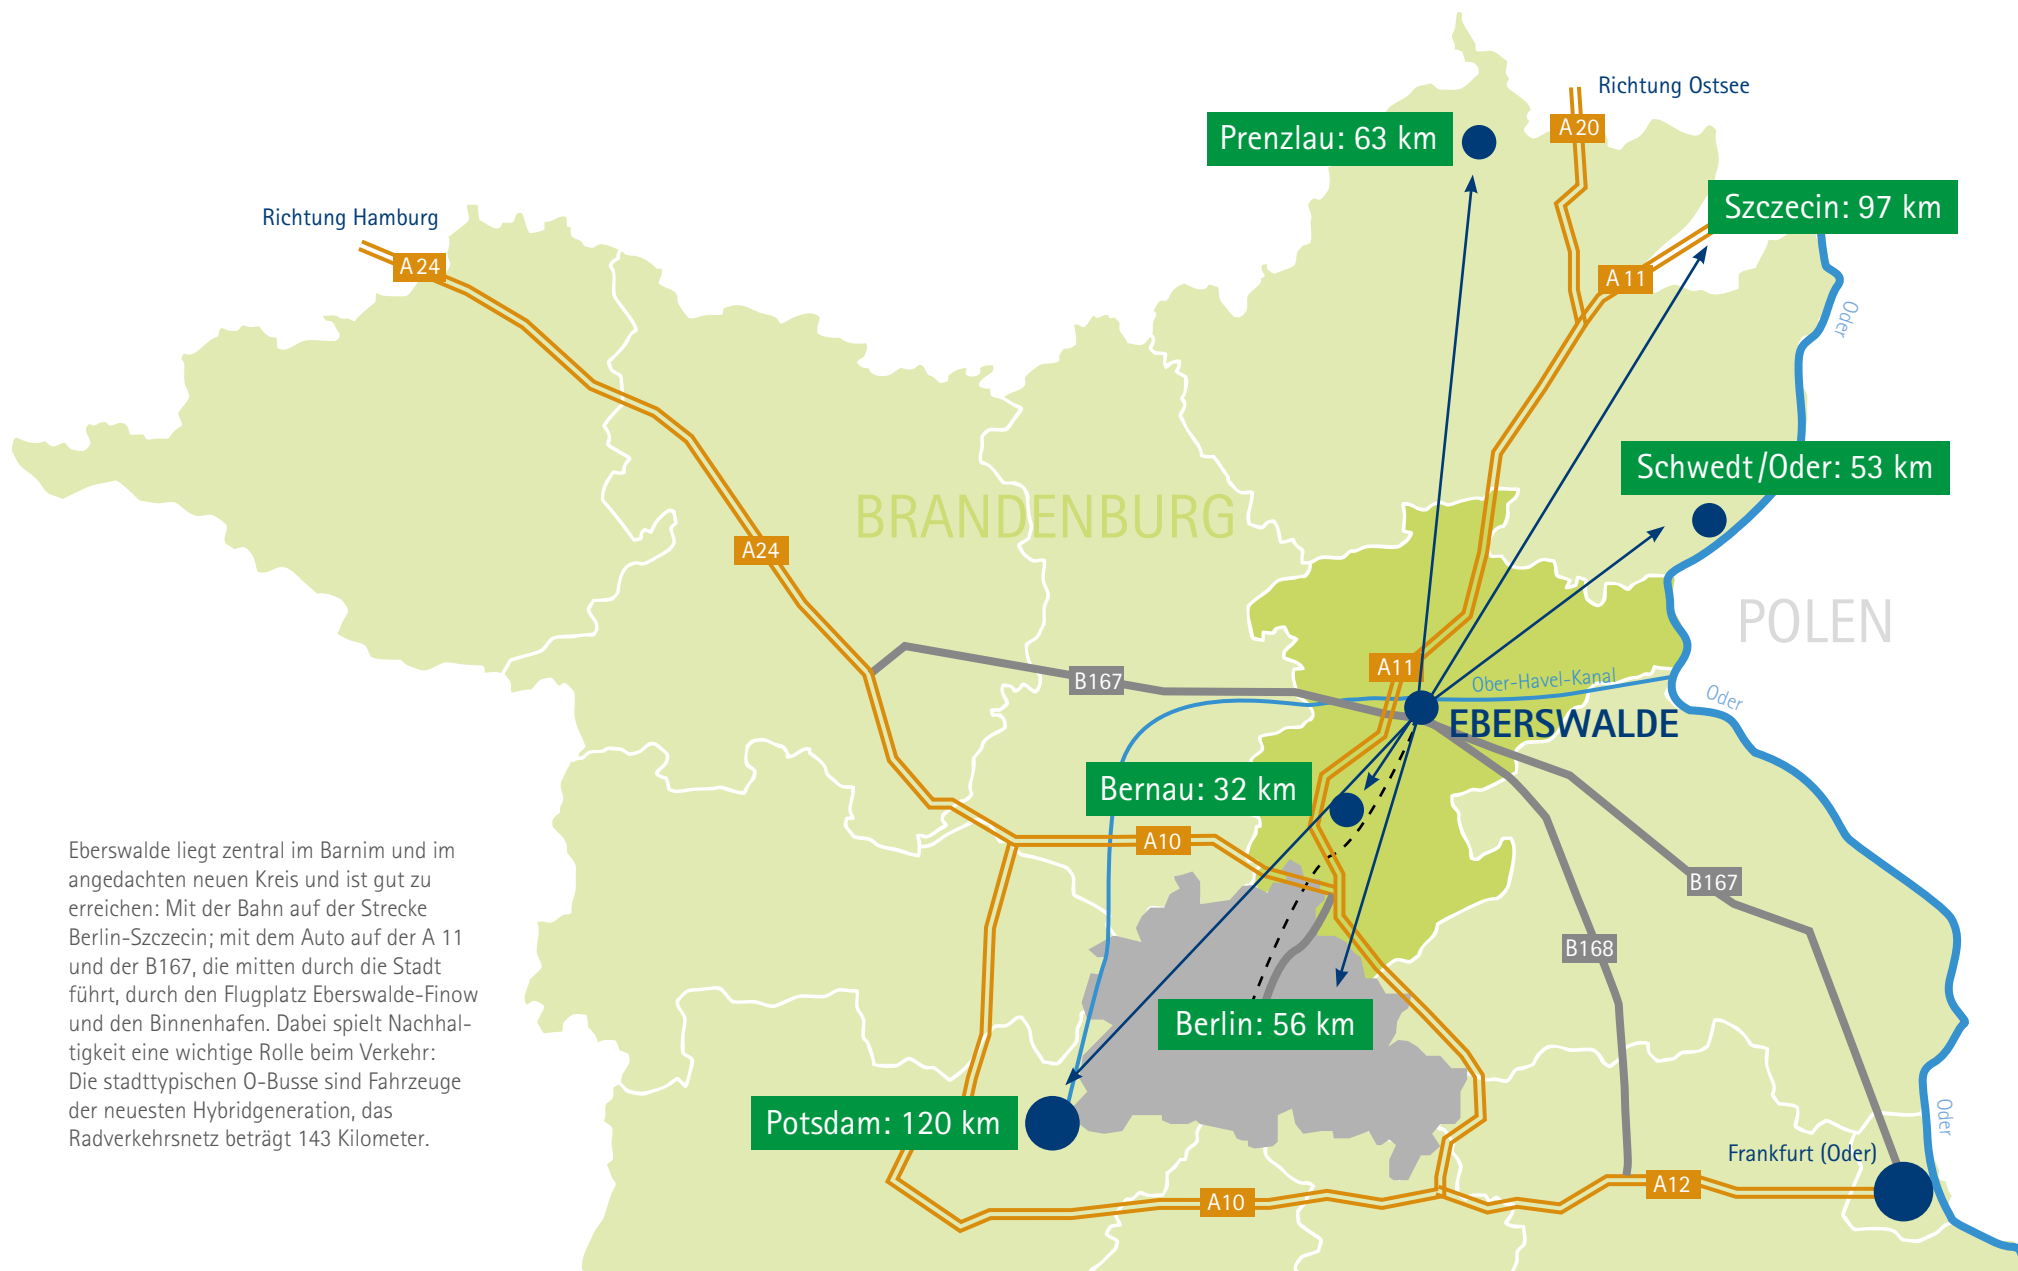 Richtung Ostsee
A 20
Prenzlau: 63 km
Szczecin: 97 km
Richtung Hamburg
A 24
A 11
Oder
Schwedt/Oder: 53 km
BRANDENBURG
A24
POLEN
A11
B167
Ober-Havel-Kanal
Oder
EBERSWALDE
Bernau: 32 km
A10
B167
B168
Eberswalde liegt zentral im Barnim und im
angedachten neuen Kreis und ist gut zu
erreichen: Mit der Bahn auf der Strecke
Berlin-Szczecin; mit dem Auto auf der A 11
und der B167, die mitten durch die Stadt
führt, durch den Flugplatz Eberswalde-Finow
und den Binnenhafen. Dabei spielt Nachhal-
tigkeit eine wichtige Rolle beim Verkehr:
Die stadttypischen O-Busse sind Fahrzeuge
der neuesten Hybridgeneration, das
Radverkehrsnetz beträgt 143 Kilometer.
Berlin: 56 km
Potsdam: 120 km
Oder
Frankfurt (Oder)
A12
A10